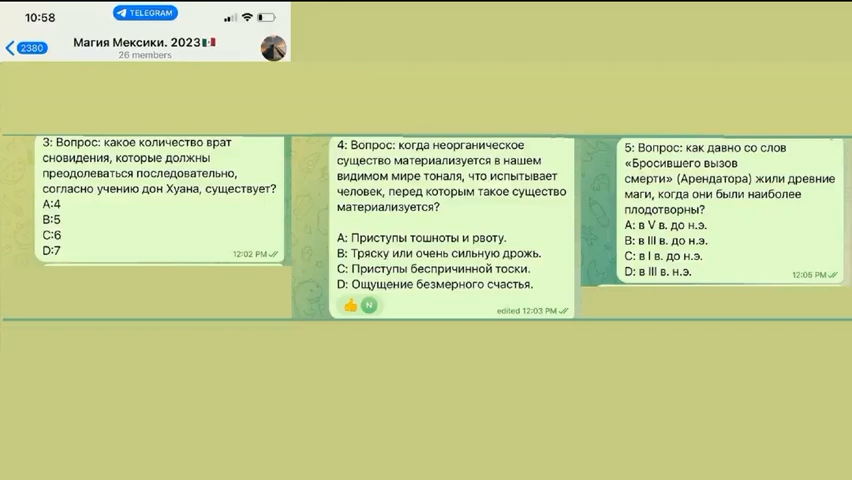 10:58
TELEGRAM
2380
Магия Мексики. 2023
26 members
3: Вопрос: какое количество врат
сновидения, которые должны
преодолеваться последовательно,
согласно учению дон Хуана, существует?
А:4
В:5
С:6
D:7
12:02 PM
4: Вопрос: когда неорганическое
существо материализуется в нашем
видимом мире тоналя, что испытывает
человек, перед которым такое существо
материализуется?
А: Приступы тошноты и рвоту.
В: Тряску или очень сильную дрожь.
С: Приступы беспричинной тоски.
D: Ощущение безмерного счастья.
N
edited 12:03 PM
5: Вопрос: как давно со слов
«Бросившего вызов
смерти» (Арендатора) жили древние
маги, когда они были наиболее
плодотворны?
А: в V в. до н.э.
В: в III в. до н.э.
С: в I в. до н.э.
D: в III в. н.э.
12:05 PM